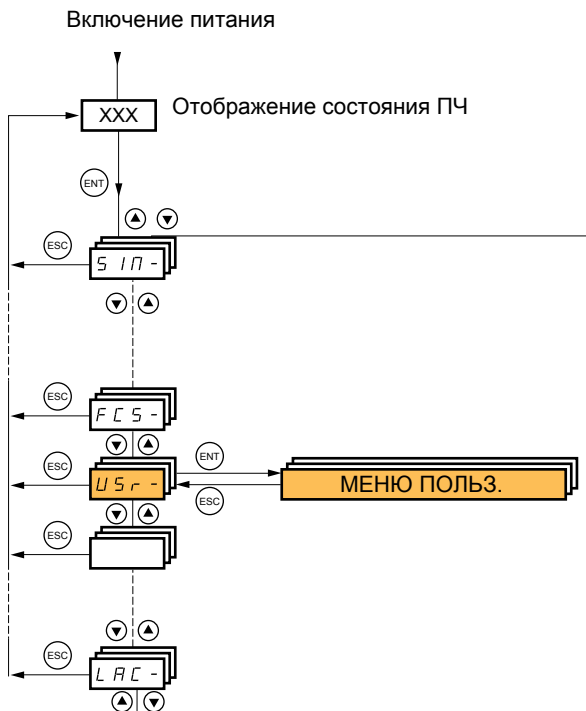 Включение питания
XXX
Отображение состояния ПЧ
ENT
ESC
SIM-
ESC
FCS-
ESC
USr-
ENT
ESC
МЕНЮ ПОЛЬЗ.
ESC
ESC
LAC-